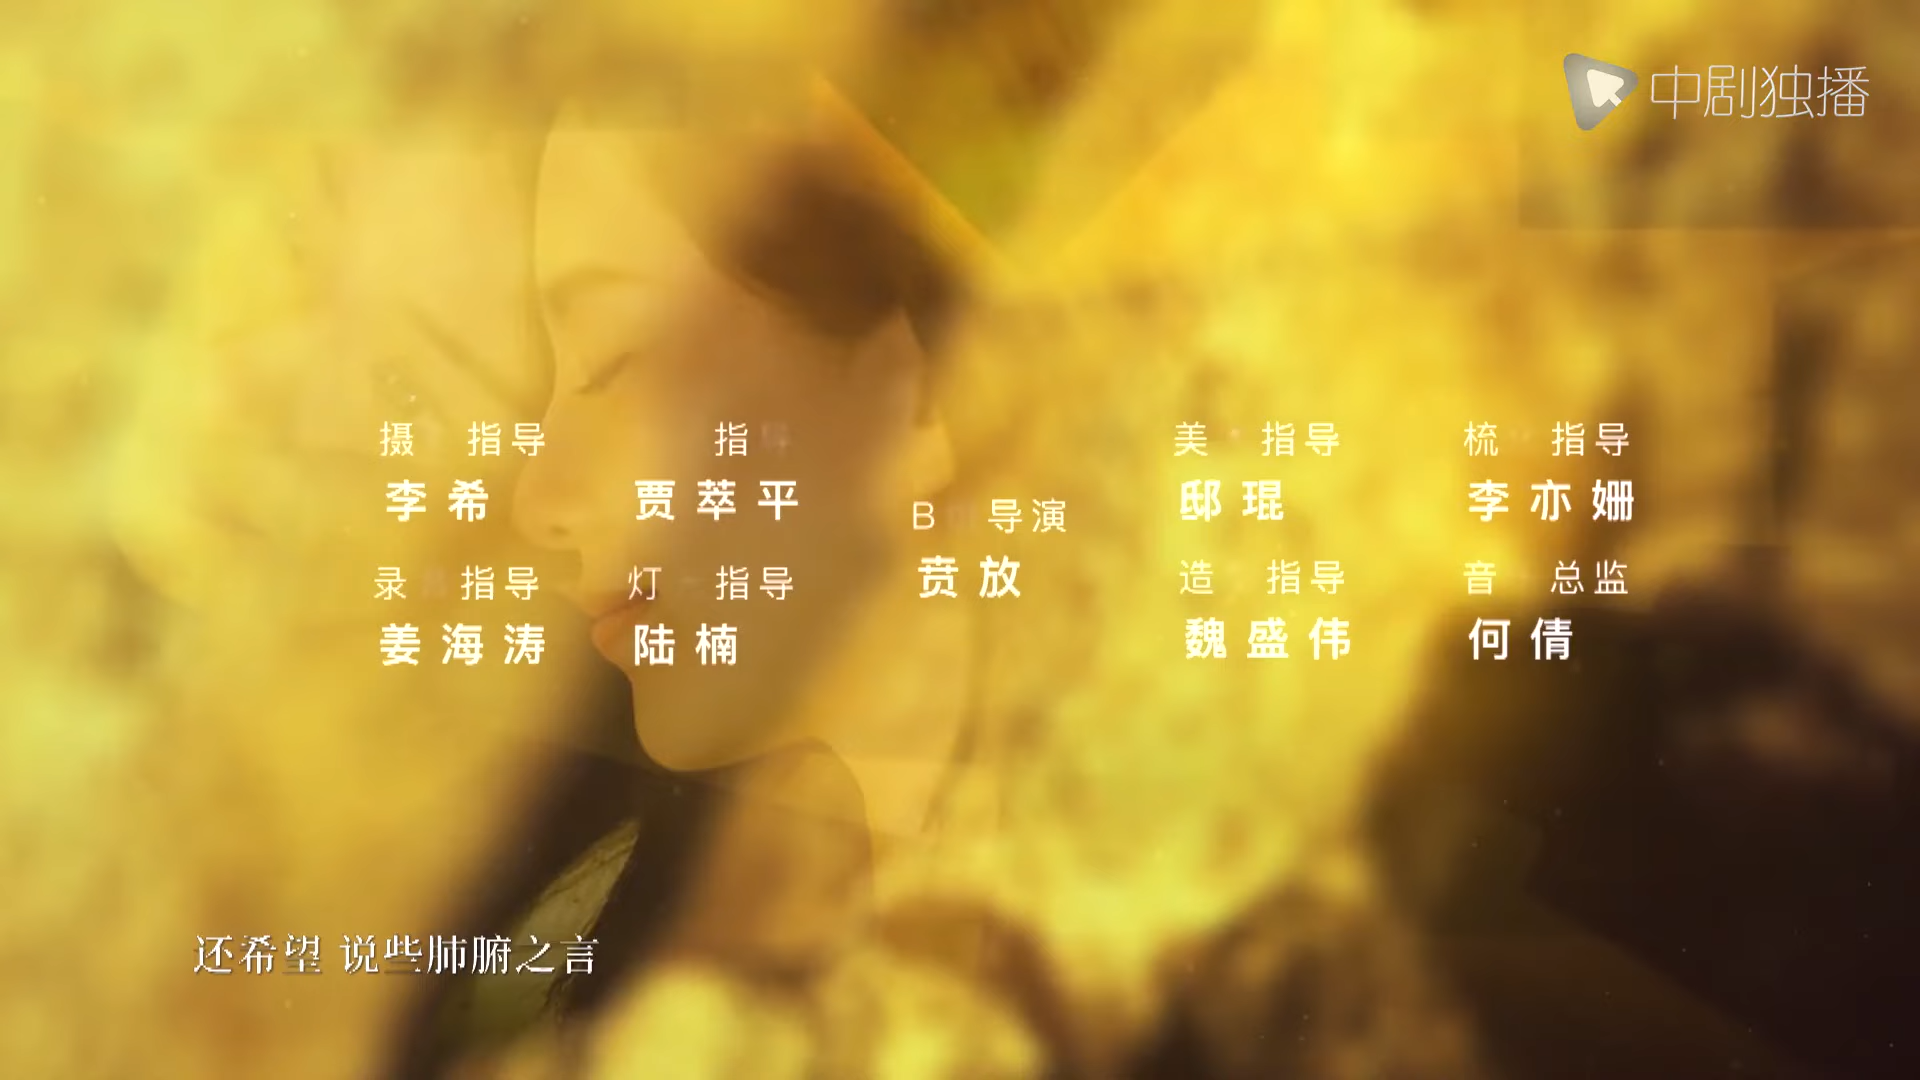 中剧独播
摄 指导
李希
指
贾萃平
录 指导
姜海涛
灯 指导
陆楠
B 导演
贲放
美 指导
邸琨
梳 指导
李亦姗
造 指导
魏盛伟
音 总监
何倩
还希望 说些肺腑之言